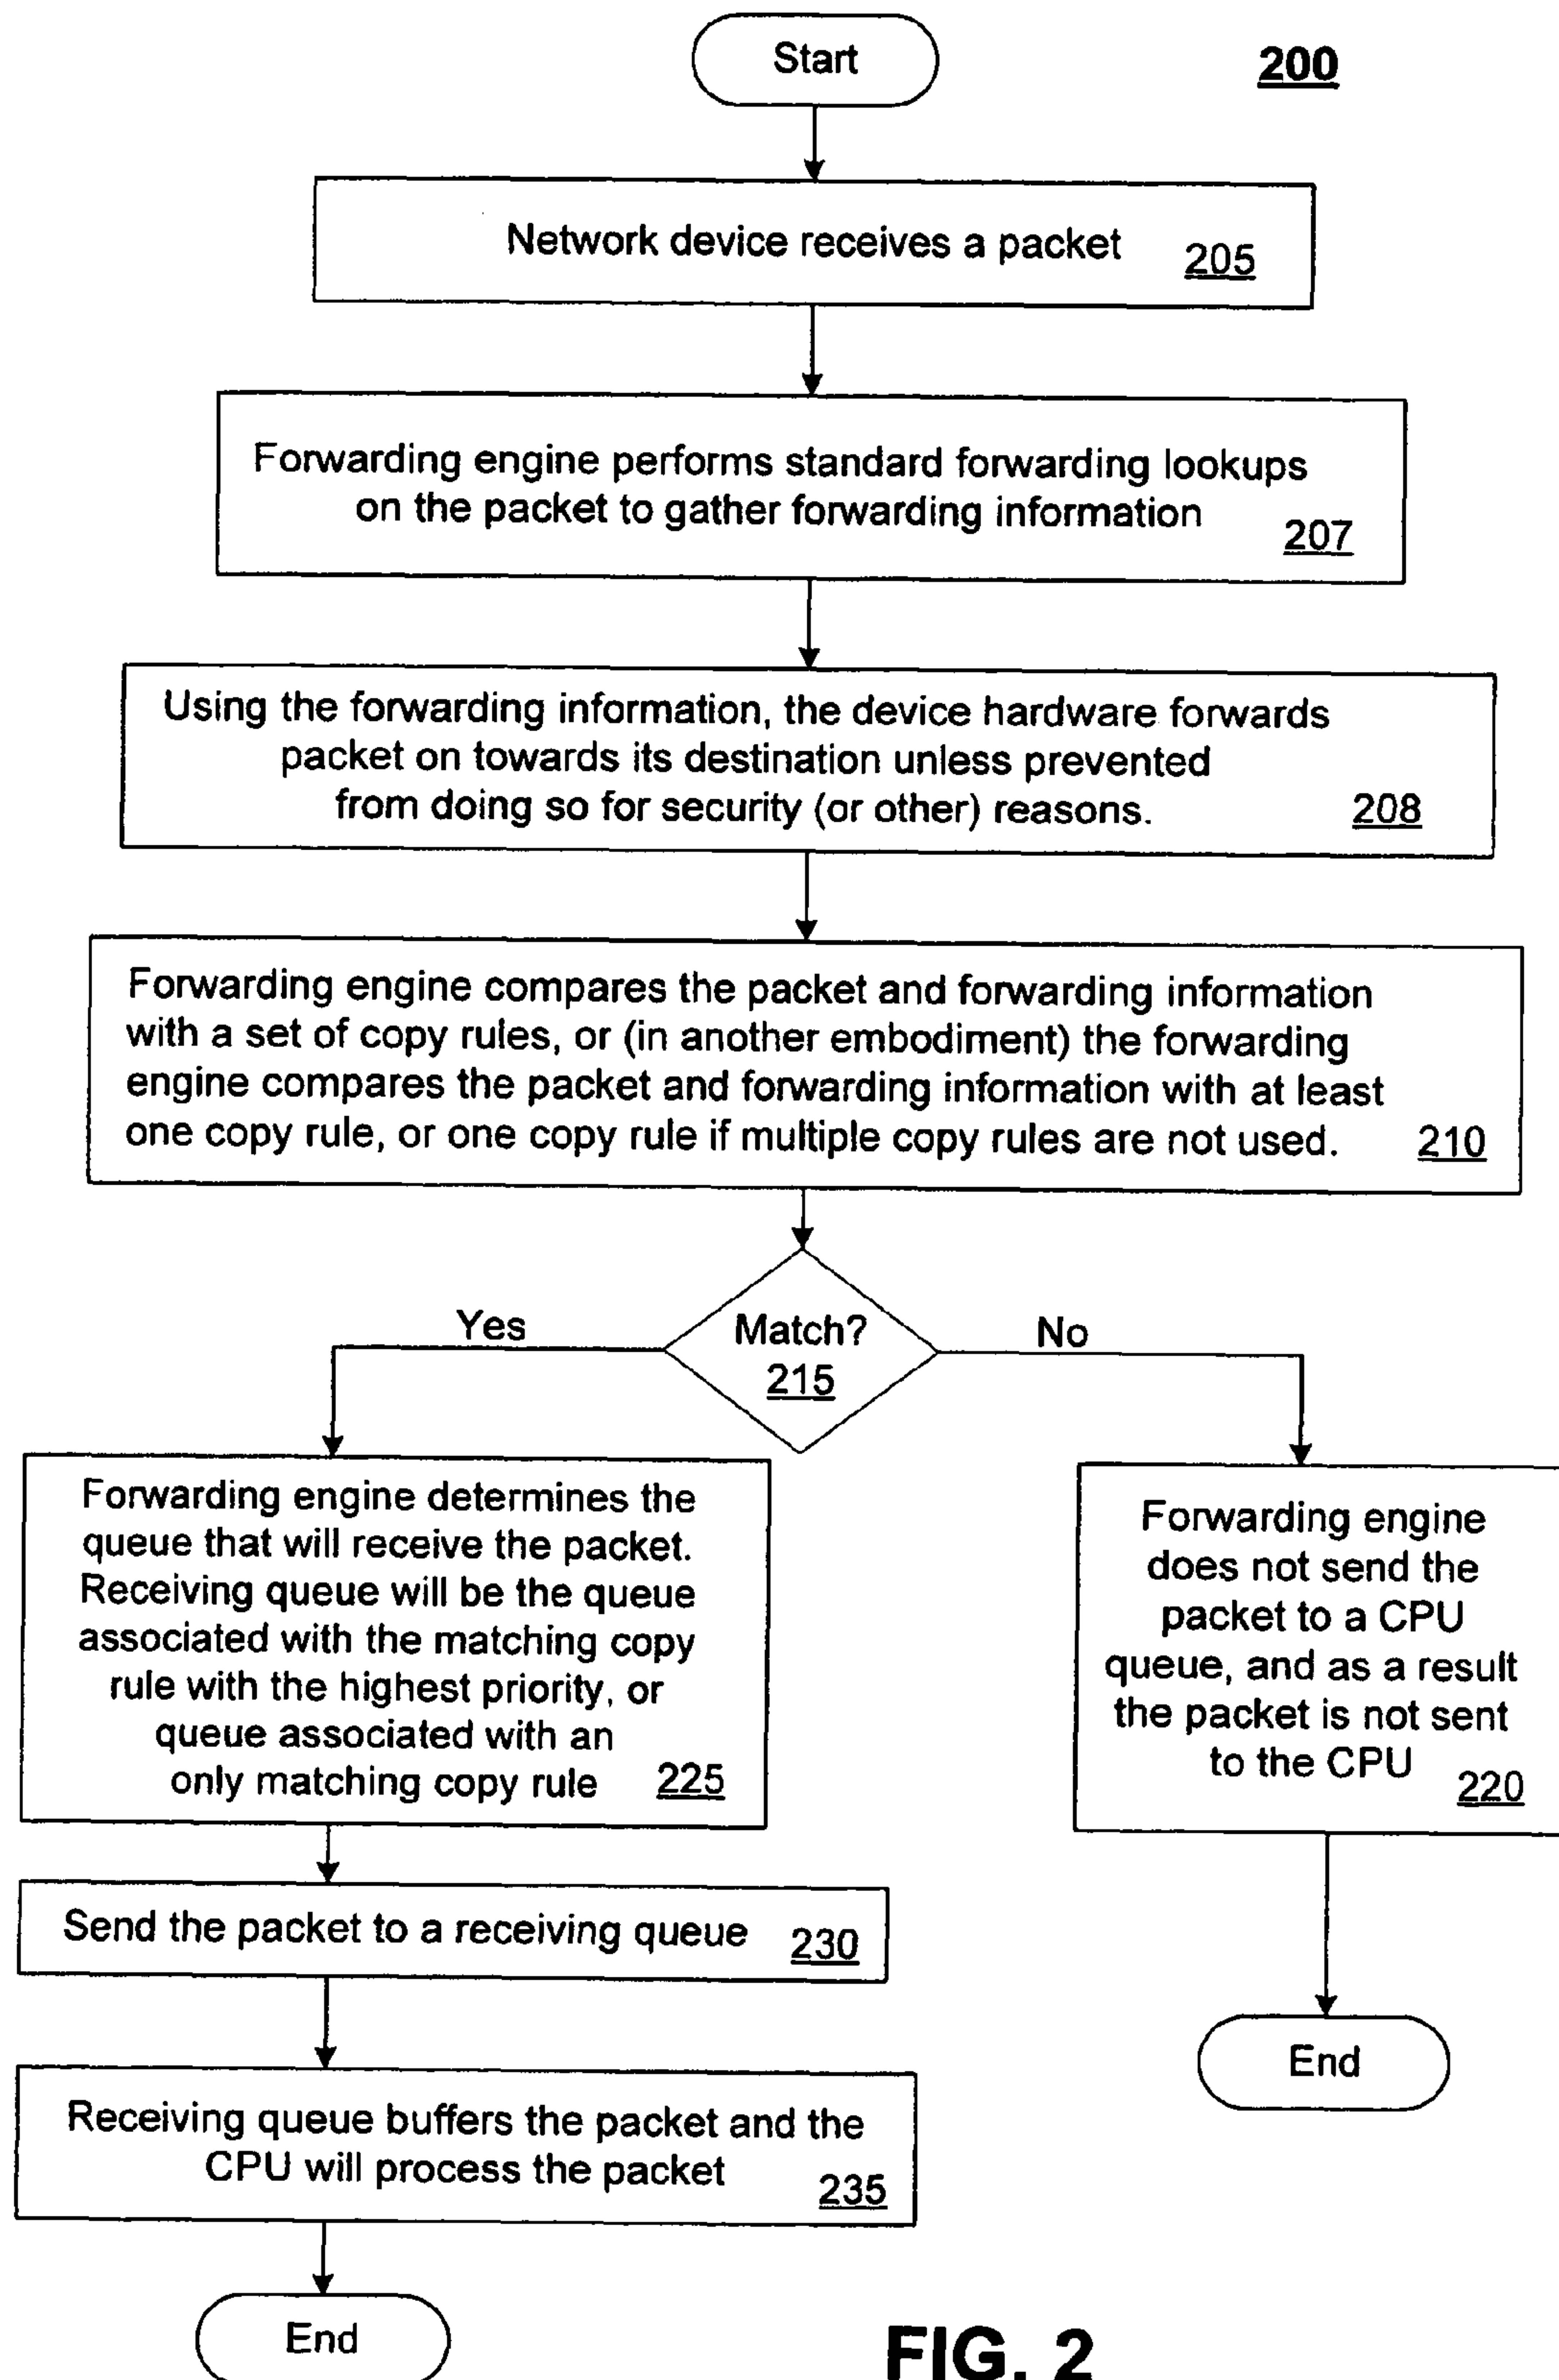 Start
200
Network device receives a packet 205
Forwarding engine performs standard forwarding lookups
on the packet to gather forwarding information
207
Using the forwarding information, the device hardware forwards
packet on towards its destination unless prevented
from doing so for security (or other) reasons. 208
Forwarding engine compares the packet and forwarding information
with a set of copy rules, or (in another embodiment) the forwarding
engine compares the packet and forwarding information with at least
one copy rule, or one copy rule if multiple copy rules are not used. 210
Match?
215
Yes
No
Forwarding engine determines the
queue that will receive the packet.
Receiving queue will be the queue
associated with the matching copy
rule with the highest priority, or
queue associated with an
only matching copy rule 225
Forwarding engine
does not send the
packet to a CPU
queue, and as a result
the packet is not sent
to the CPU 220
Send the packet to a receiving queue 230
End
Receiving queue buffers the packet and the
CPU will process the packet 235
End
FIG. 2